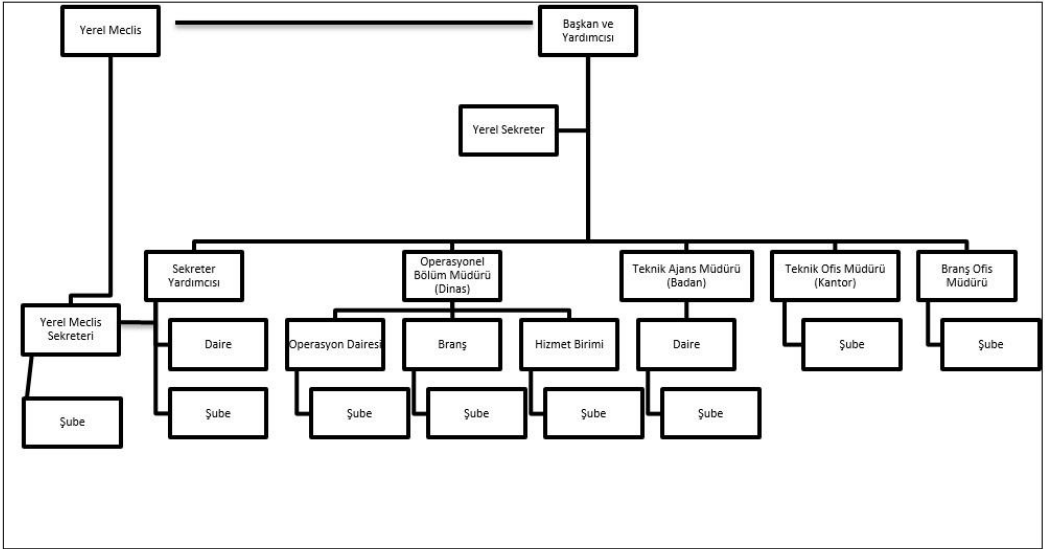 Yerel Meclis
Başkan ve
Yardımcısı
Yerel Sekreter
Sekreter
Yardımcısı
Operasyonel
Bölüm Müdürü
(Dinas)
Teknik Ajans Müdürü
(Badan)
Teknik Ofis Müdürü
(Kantor)
Branş Ofis
Müdürü
Yerel Meclis
Sekreteri
Daire
Operasyon Dairesi
Branş
Hizmet Birimi
Daire
Şube
Şube
Şube
Şube
Şube
Şube
Şube
Şube